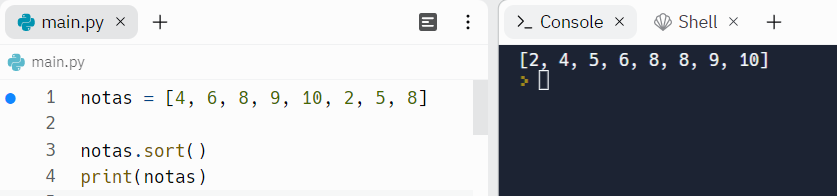 main.py
main.py
1 notas = [4, 6, 8, 9, 10, 2, 5, 8]
2
3 notas.sort()
4 print(notas)
Console Shell
[2, 4, 5, 6, 8, 8, 9, 10]